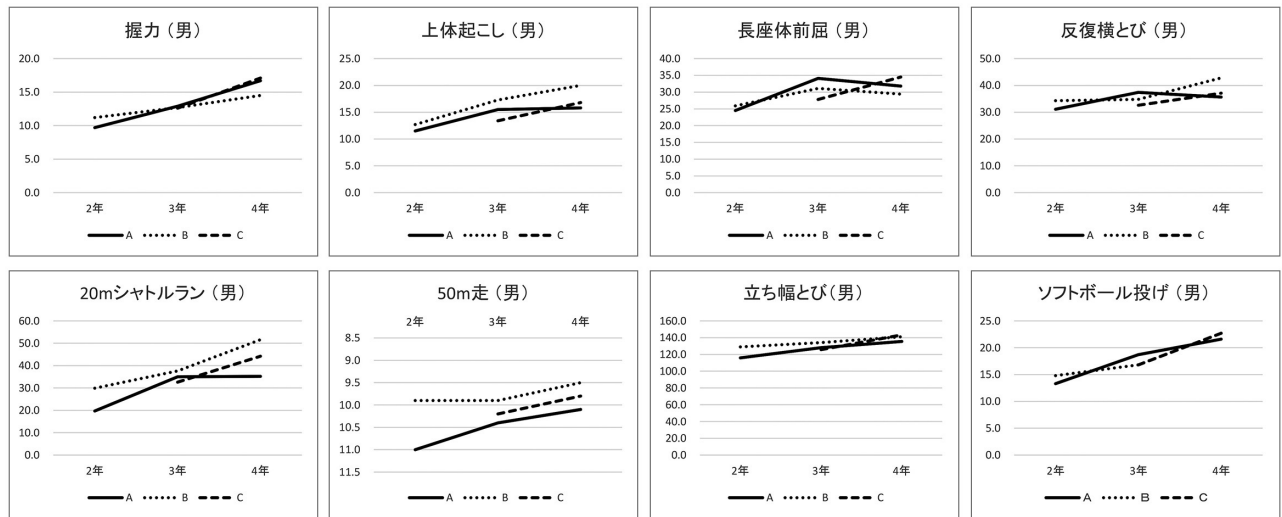 握力（男）
20.0
15.0
10.0
5.0
0.0
2年 3年 4年
A B C
上体起こし（男）
25.0
20.0
15.0
10.0
5.0
0.0
2年 3年 4年
A B C
長座体前屈（男）
40.0
35.0
30.0
25.0
20.0
15.0
10.0
5.0
0.0
2年 3年 4年
A B C
反復横とび（男）
50.0
40.0
30.0
20.0
10.0
0.0
2年 3年 4年
A B C
20mシャトルラン（男）
60.0
50.0
40.0
30.0
20.0
10.0
0.0
2年 3年 4年
A B C
50m走（男）
2年 3年 4年
8.5
9.0
9.5
10.0
10.5
11.0
11.5
A B C
立ち幅とび（男）
160.0
140.0
120.0
100.0
80.0
60.0
40.0
20.0
0.0
2年 3年 4年
A B C
ソフトボール投げ（男）
25.0
20.0
15.0
10.0
5.0
0.0
2年 3年 4年
A B C